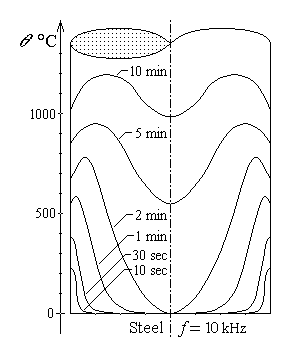 θ °C
10 min
1000
5 min
500
2 min
1 min
30 sec
10 sec
0
Steel f = 10 kHz